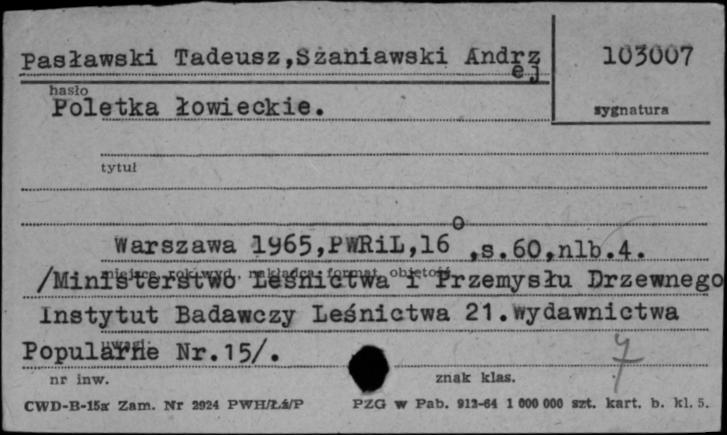 Pasławski Tadeusz,Szaniawski Andrz
ej
103007
hasło
sygnatura
Poletka łowieckie.
tytuł
Warszawa 1965,PWRiL,16o,s.60,nlb.4.
miejsce, rok wyd., nakładca, format, objętość
/Ministerstwo Leśnictwa i Przemysłu Drzewnego
Instytut Badawczy Leśnictwa 21.Wydawnictwa
uwagi
Popularne Nr.15/.
7
nr inw.
znak klas.
CWD-B-15a Zam. Nr 2924 PWH/Łá/P
PZG w Pab. 912-64 1 000 000 szt. kart. b. kl. 5.